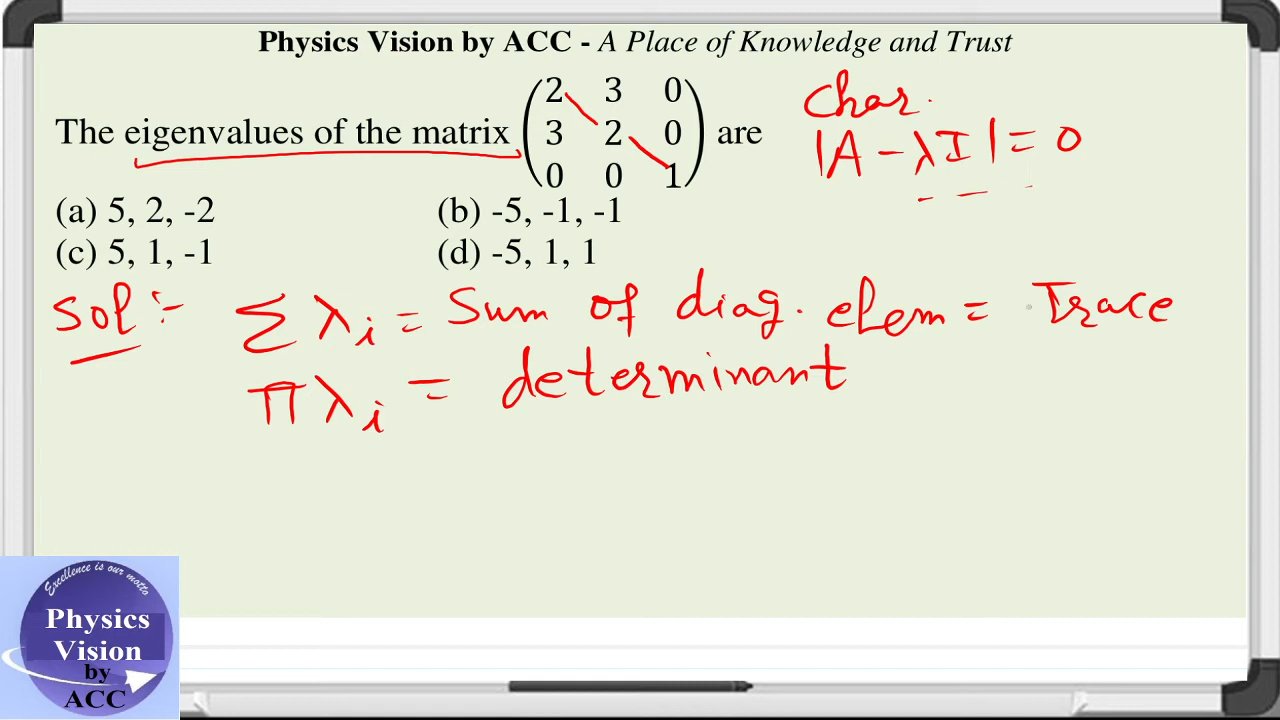 Physics Vision by ACC - A Place of Knowledge and Trust
The eigenvalues of the matrix (2 3 0
3 2 0
0 0 1) are
Char.
|A - λI| = 0
(a) 5, 2, -2 (b) -5, -1, -1
(c) 5, 1, -1 (d) -5, 1, 1
Sol :- Σ λi = Sum of diag. elem = Trace
Π λi = determinant
Excellence is our motto
Physics
Vision
by
ACC